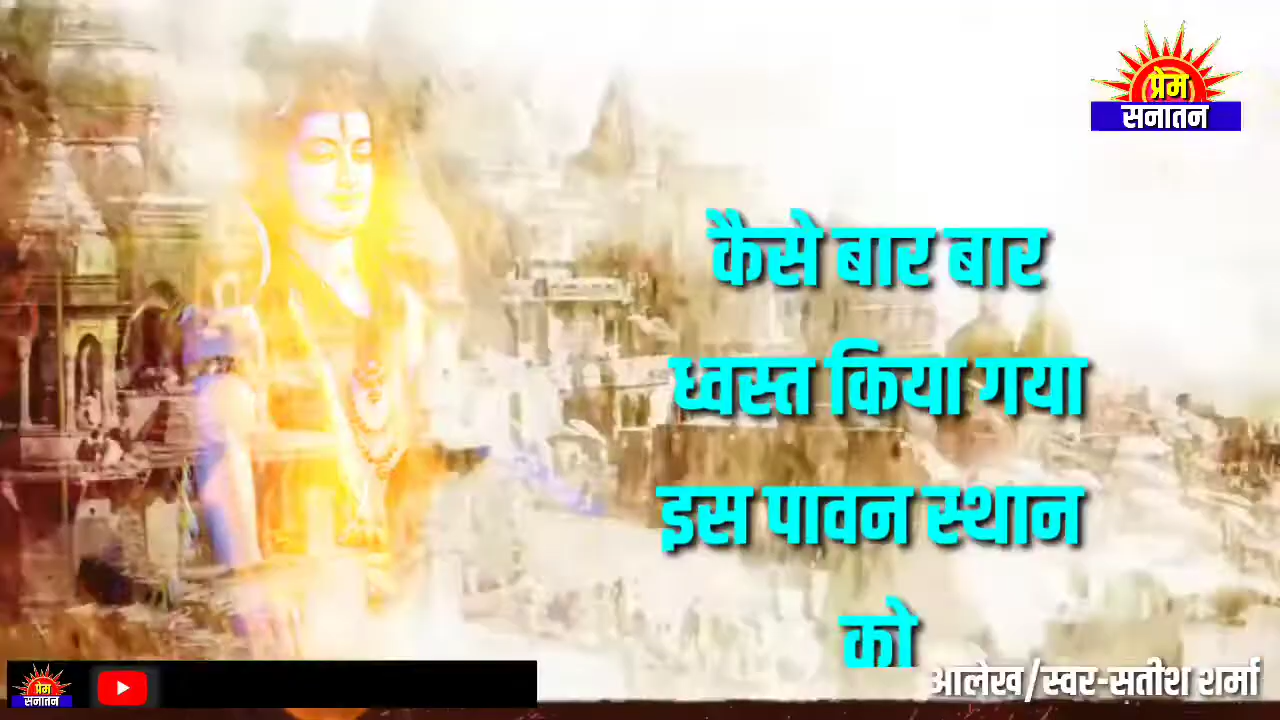 प्रेम
सनातन
कैसे बार बार
ध्वस्त किया गया
इस पावन स्थान
को
आलेख/स्वर-सतीश शर्मा
प्रेम
सनातन